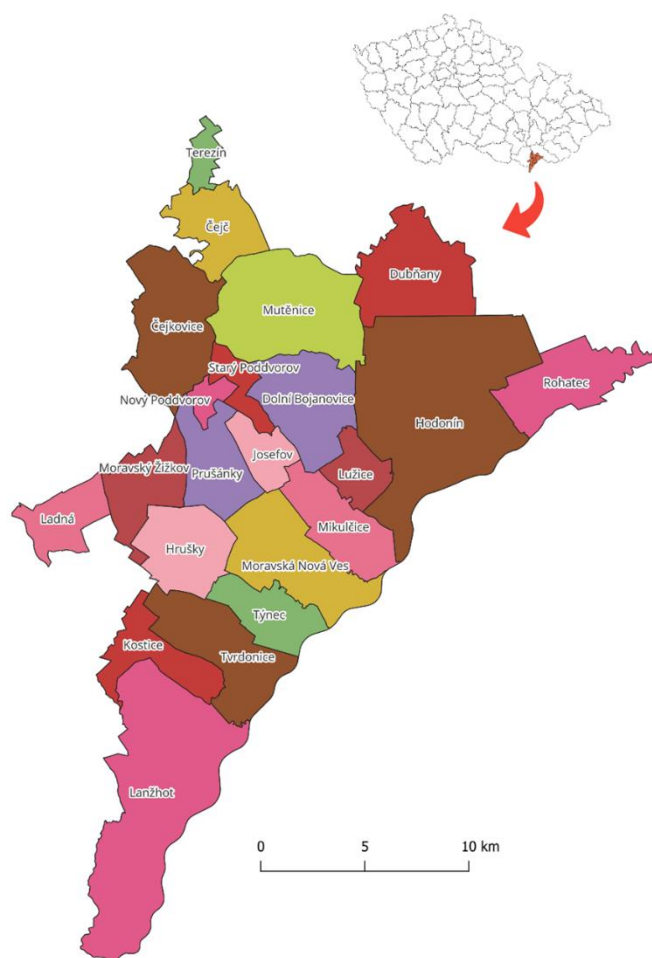 Terezín
Čejč
Dubňany
Mutěnice
Čejkovice
Starý Poddvorov
Rohatec
Nový Poddvorov
Dolní Bojanovice
Hodonín
Josefov
Moravský Žižkov
Prušánky
Lužice
Ladná
Mikulčice
Hrušky
Moravská Nová Ves
Týnec
Kostice
Tvrdonice
Lanžhot
0 5 10 km